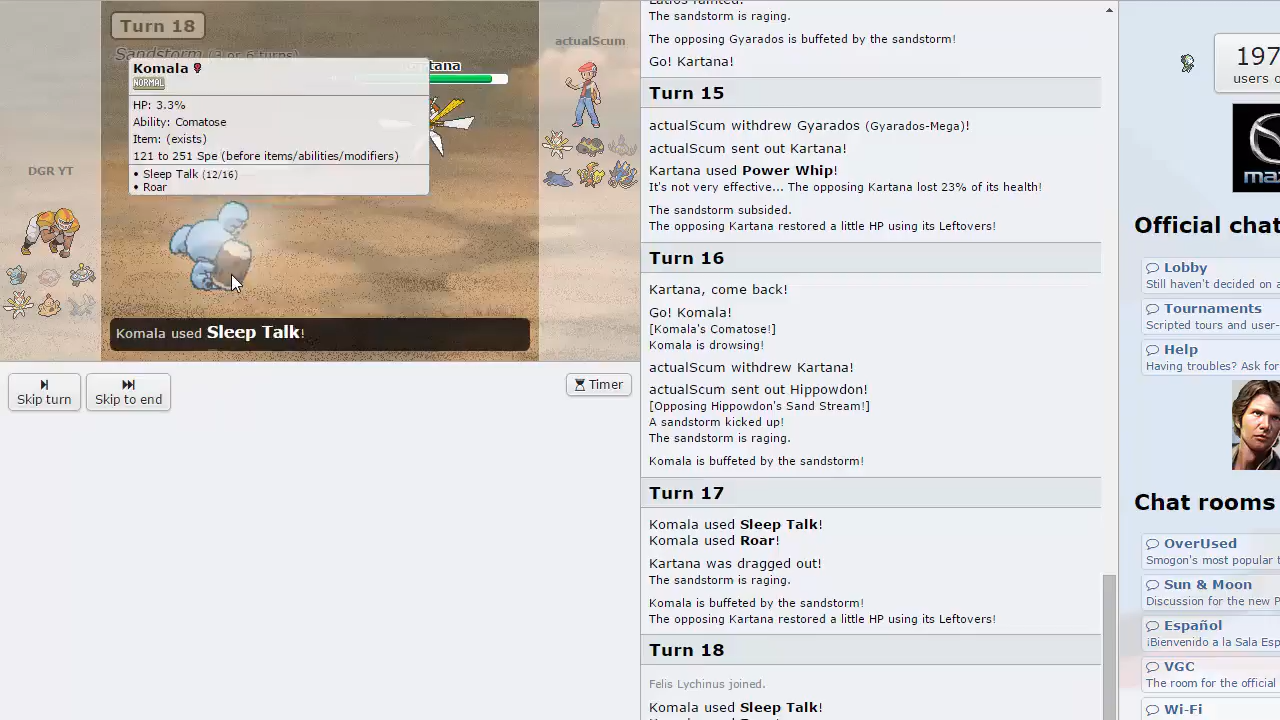 Turn 18
Sandstorm (3 or 6 turns)
Komala
NORMAL
HP: 3.3%
Ability: Comatose
Item: (exists)
121 to 251 Spe (before items/abilities/modifiers)
• Sleep Talk (12/16)
• Roar
tana
actualScum
DGR YT
Komala used Sleep Talk!
Skip turn
Skip to end
Timer
The sandstorm is raging.
The opposing Gyarados is buffeted by the sandstorm!
Go! Kartana!
Turn 15
actualScum withdrew Gyarados (Gyarados-Mega)!
actualScum sent out Kartana!
Kartana used Power Whip!
It's not very effective... The opposing Kartana lost 23% of its health!
The sandstorm subsided.
The opposing Kartana restored a little HP using its Leftovers!
Turn 16
Kartana, come back!
Go! Komala!
[Komala's Comatose!]
Komala is drowsing!
actualScum withdrew Kartana!
actualScum sent out Hippowdon!
[Opposing Hippowdon's Sand Stream!]
A sandstorm kicked up!
The sandstorm is raging.
Komala is buffeted by the sandstorm!
Turn 17
Komala used Sleep Talk!
Komala used Roar!
Kartana was dragged out!
The sandstorm is raging.
Komala is buffeted by the sandstorm!
The opposing Kartana restored a little HP using its Leftovers!
Turn 18
Felis Lychinus joined.
Komala used Sleep Talk!
197
users o
maz
Official chat
Lobby
Still haven't decided on a
Tournaments
Scripted tours and user-
Help
Having troubles? Ask for
Chat rooms
OverUsed
Smogon's most popular t
Sun & Moon
Discussion for the new P
Español
¡Bienvenido a la Sala Esp
VGC
The room for the official
Wi-Fi